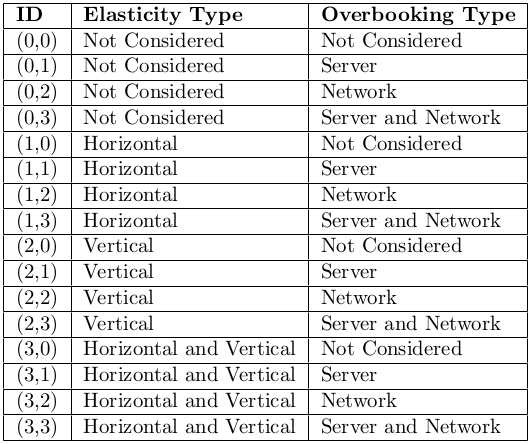 ID Elasticity Type Overbooking Type
(0,0) Not Considered Not Considered
(0,1) Not Considered Server
(0,2) Not Considered Network
(0,3) Not Considered Server and Network
(1,0) Horizontal Not Considered
(1,1) Horizontal Server
(1,2) Horizontal Network
(1,3) Horizontal Server and Network
(2,0) Vertical Not Considered
(2,1) Vertical Server
(2,2) Vertical Network
(2,3) Vertical Server and Network
(3,0) Horizontal and Vertical Not Considered
(3,1) Horizontal and Vertical Server
(3,2) Horizontal and Vertical Network
(3,3) Horizontal and Vertical Server and Network